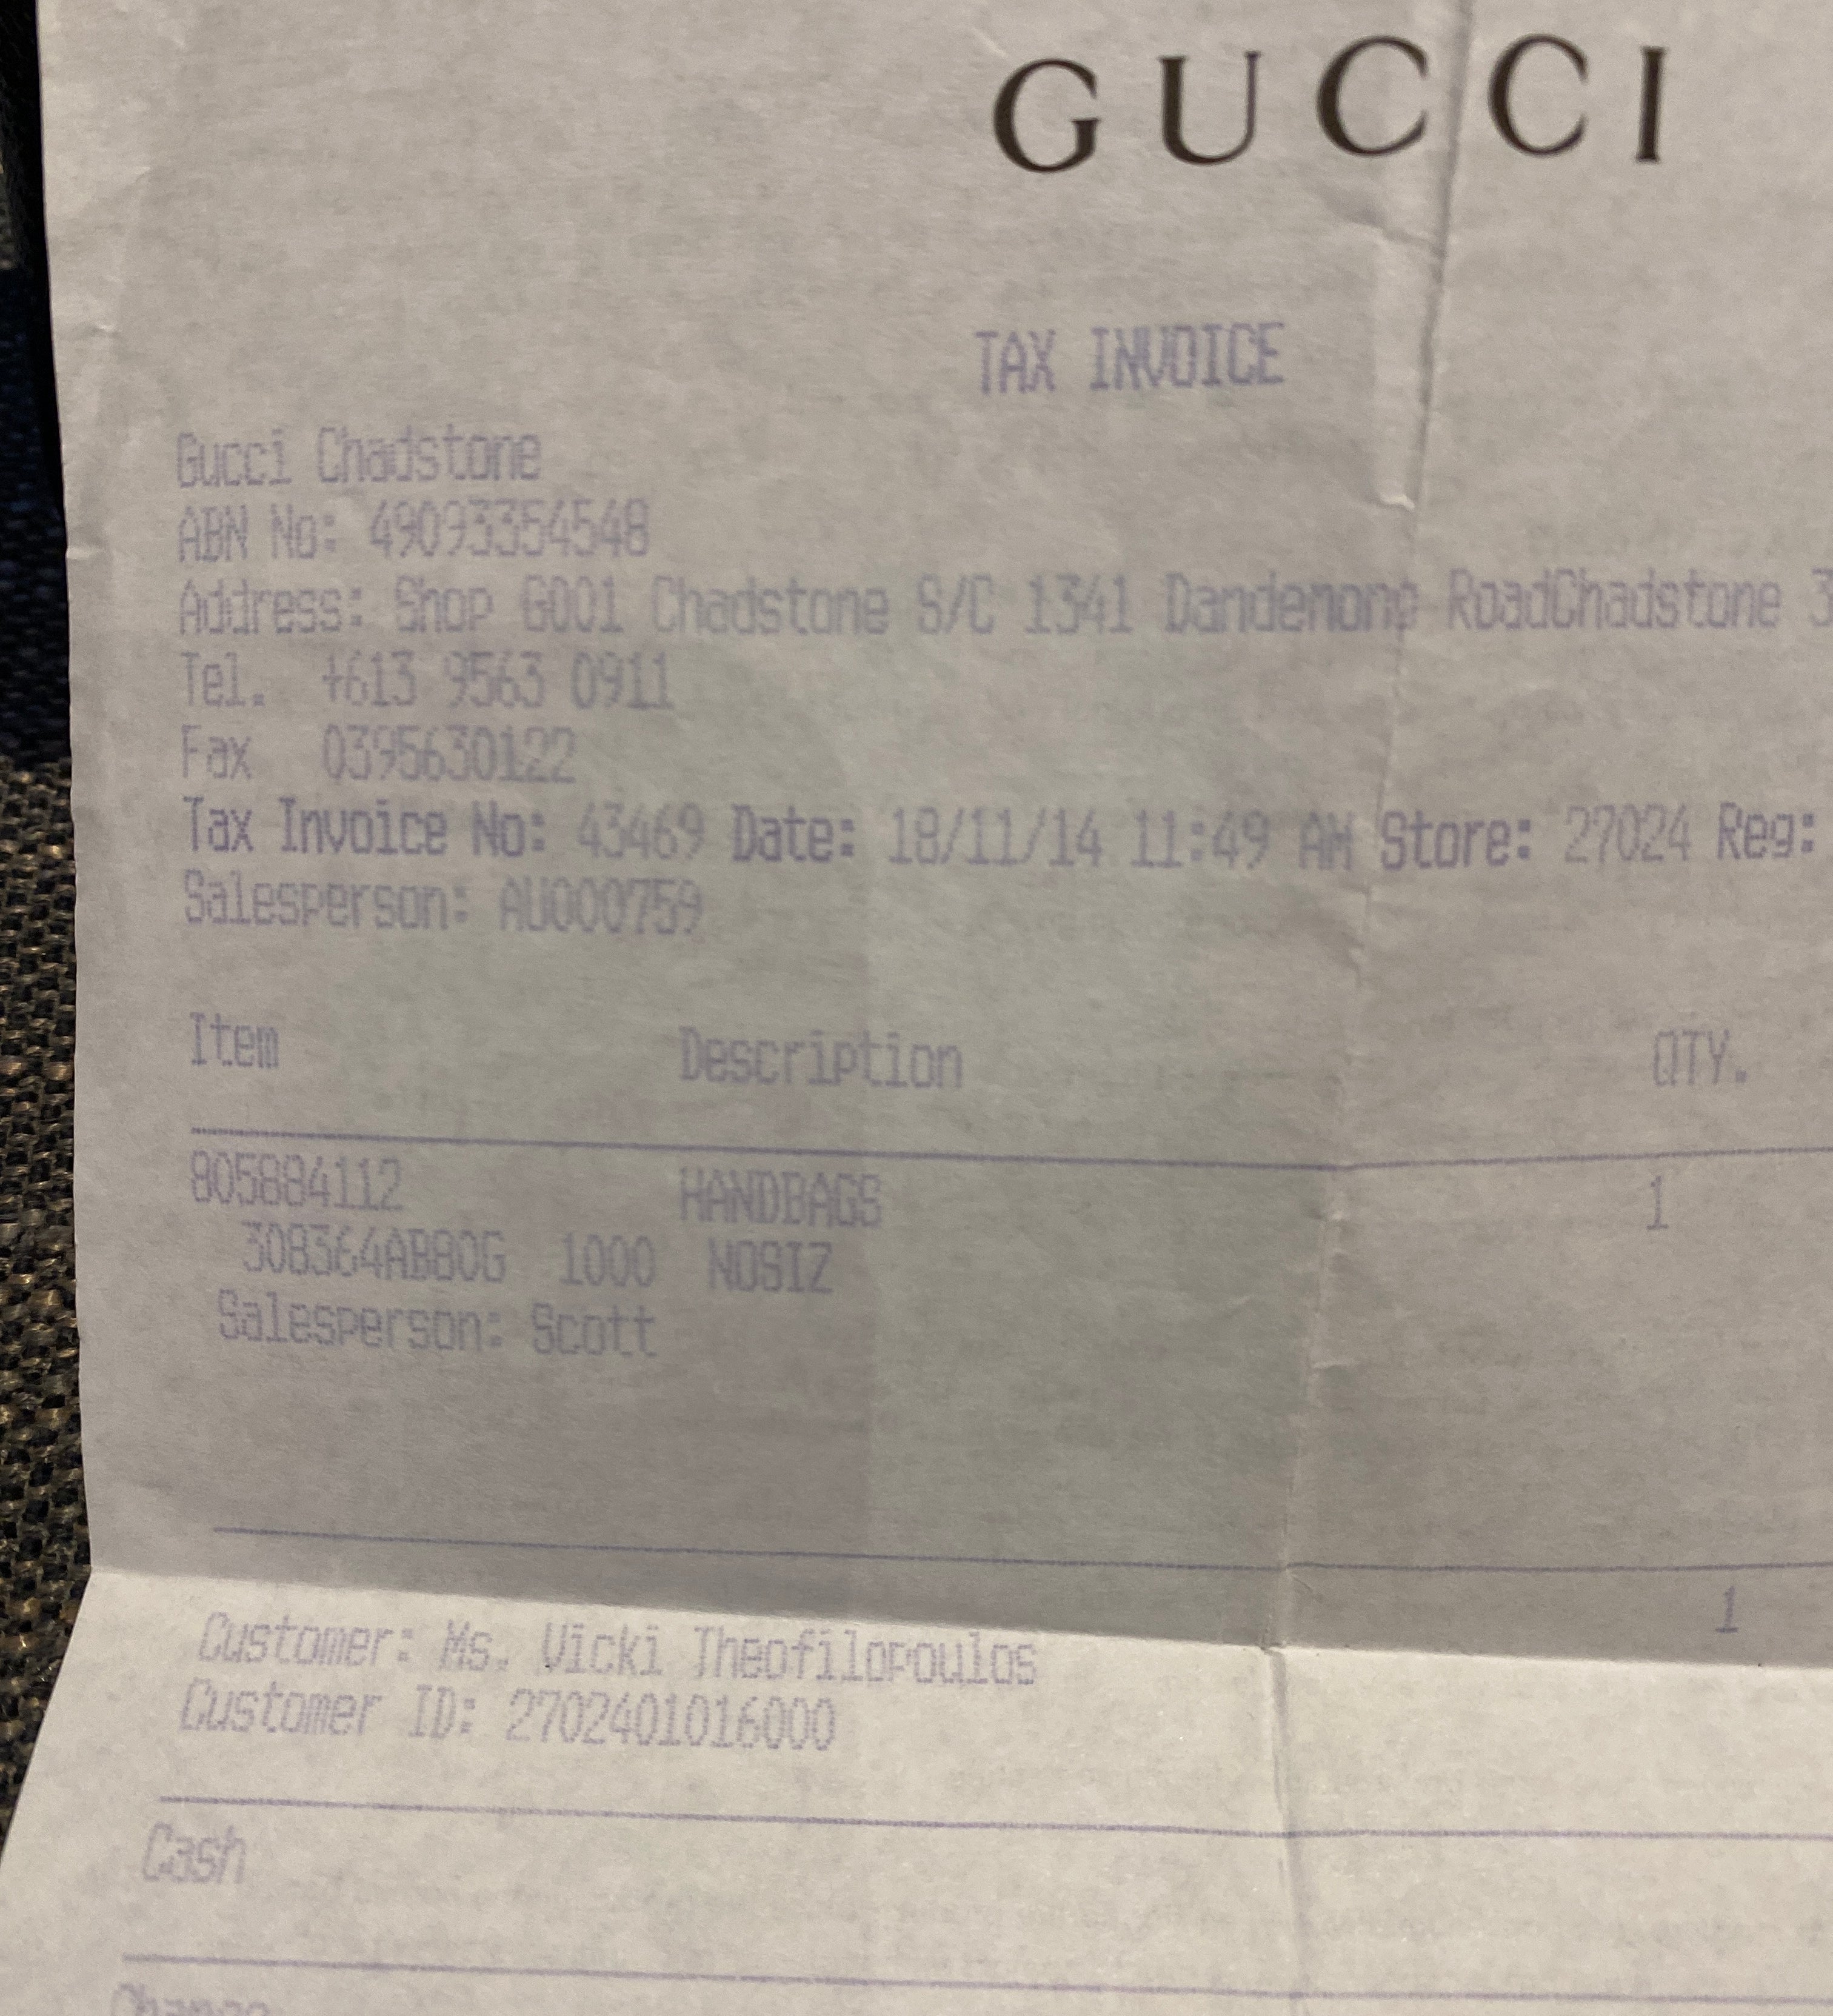 GUCCI
TAX INVOICE
Gucci Chadstone
ABN No: 49093354548
Address: Shop G001 Chadstone S/C 1341 Dandenong RoadChadstone 3
Tel. +613 9563 0911
Fax 0395630122
Tax Invoice No: 43469 Date: 18/11/14 11:49 AM Store: 27024 Reg:
Salesperson: AU000759
Item Description QTY.
805884112 HANDBAGS 1
308364AB80G 1000 NOSIZ
Salesperson: Scott
1
Customer: Ms. Vicki Theofilopoulos
Customer ID: 2702401016000
Cash
Change